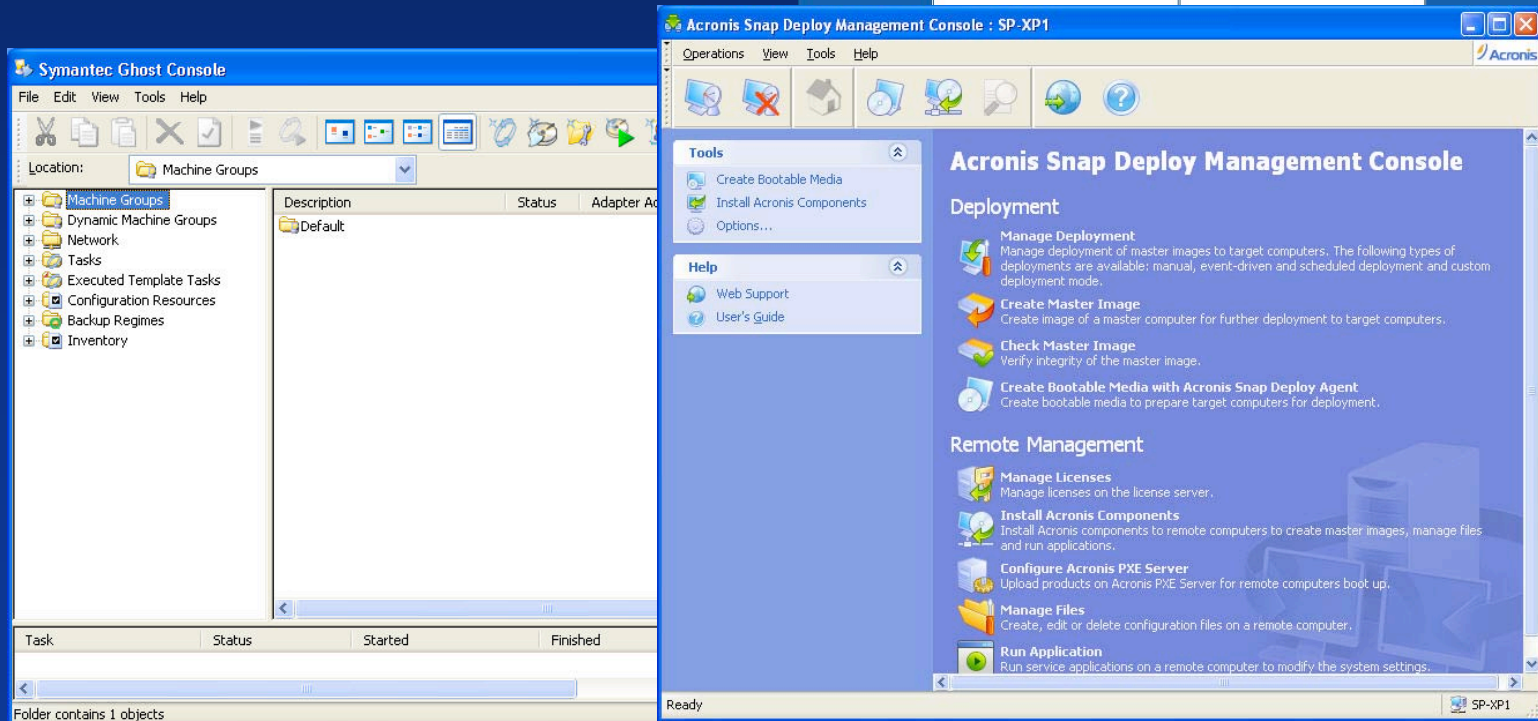 Symantec Ghost Console
File Edit View Tools Help
Location: Machine Groups
Machine Groups
Dynamic Machine Groups
Network
Tasks
Executed Template Tasks
Configuration Resources
Backup Regimes
Inventory
Description Status Adapter Ad
Default
Task Status Started Finished
Folder contains 1 objects
Acronis Snap Deploy Management Console : SP-XP1
Operations View Tools Help
Acronis
Tools
Create Bootable Media
Install Acronis Components
Options...
Help
Web Support
User's Guide
Acronis Snap Deploy Management Console
Deployment
Manage Deployment
Manage deployment of master images to target computers. The following types of
deployments are available: manual, event-driven and scheduled deployment and custom
deployment mode.
Create Master Image
Create image of a master computer for further deployment to target computers.
Check Master Image
Verify integrity of the master image.
Create Bootable Media with Acronis Snap Deploy Agent
Create bootable media to prepare target computers for deployment.
Remote Management
Manage Licenses
Manage licenses on the license server.
Install Acronis Components
Install Acronis components to remote computers to create master images, manage files
and run applications.
Configure Acronis PXE Server
Upload products on Acronis PXE Server for remote computers boot up.
Manage Files
Create, edit or delete configuration files on a remote computer.
Run Application
Run service applications on a remote computer to modify the system settings.
Ready
SP-XP1